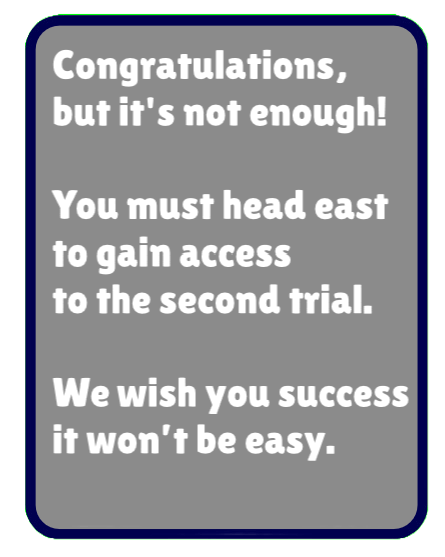 Congratulations,
but it's not enough!
You must head east
to gain access
to the second trial.
We wish you success
it won't be easy.